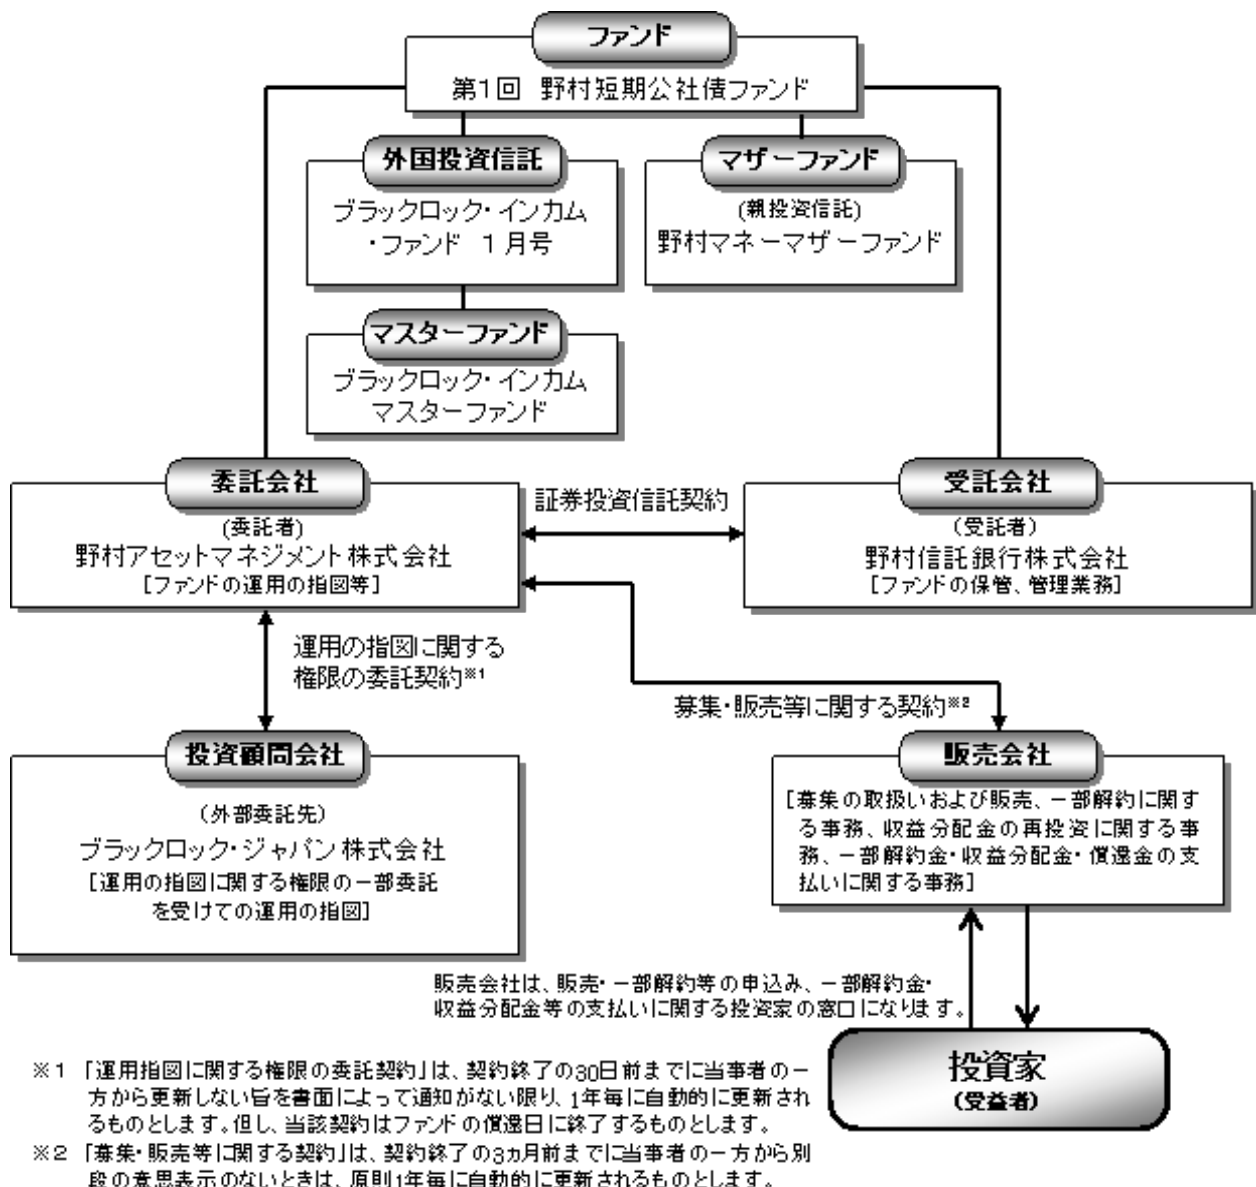 ファンド
第1回 野村短期公社債ファンド
外国投資信託
ブラックロック・インカム
・ファンド 1月号
マザーファンド
(親投資信託)
野村マネーマザーファンド
マスターファンド
ブラックロック・インカム
マスターファンド
委託会社
(委託者)
野村アセットマネジメント株式会社
[ファンドの運用の指図等]
証券投資信託契約
受託会社
(受託者)
野村信託銀行株式会社
[ファンドの保管、管理業務]
運用の指図に関する
権限の委託契約※1
募集・販売等に関する契約※2
投資顧問会社
(外部委託先)
ブラックロック・ジャパン株式会社
[運用の指図に関する権限の一部委託
を受けての運用の指図]
販売会社
[募集の取扱いおよび販売、一部解約に関す
る事務、収益分配金の再投資に関する事
務、一部解約金・収益分配金・償還金の支
払いに関する事務]
販売会社は、販売・一部解約等の申込み、一部解約金・
収益分配金等の支払いに関する投資家の窓口になります。
投資家
(受益者)
※1 「運用指図に関する権限の委託契約」は、契約終了の30日前までに当事者の一
方から更新しない旨を書面によって通知がない限り、1年毎に自動的に更新され
るものとします。但し、当該契約はファンドの償還日に終了するものとします。
※2 「募集・販売等に関する契約」は、契約終了の3ヵ月前までに当事者の一方から別
段の意思表示のないときは、原則1年毎に自動的に更新されるものとします。